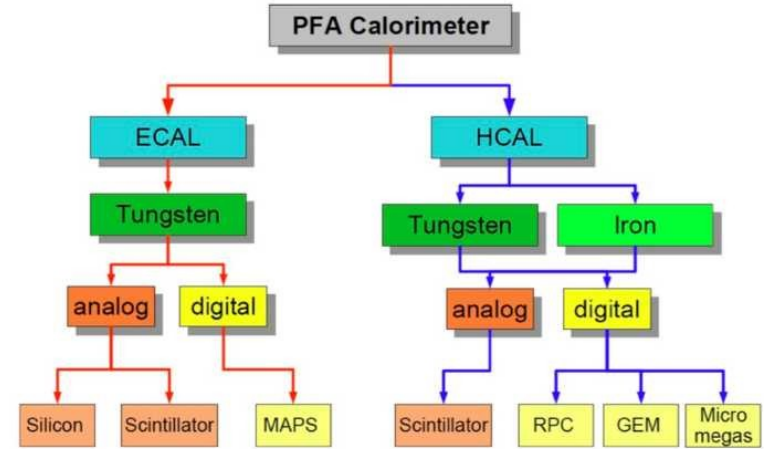 PFA Calorimeter
ECAL
HCAL
Tungsten
Tungsten
Iron
analog
digital
analog
digital
Silicon
Scintillator
MAPS
Scintillator
RPC
GEM
Micro
megas